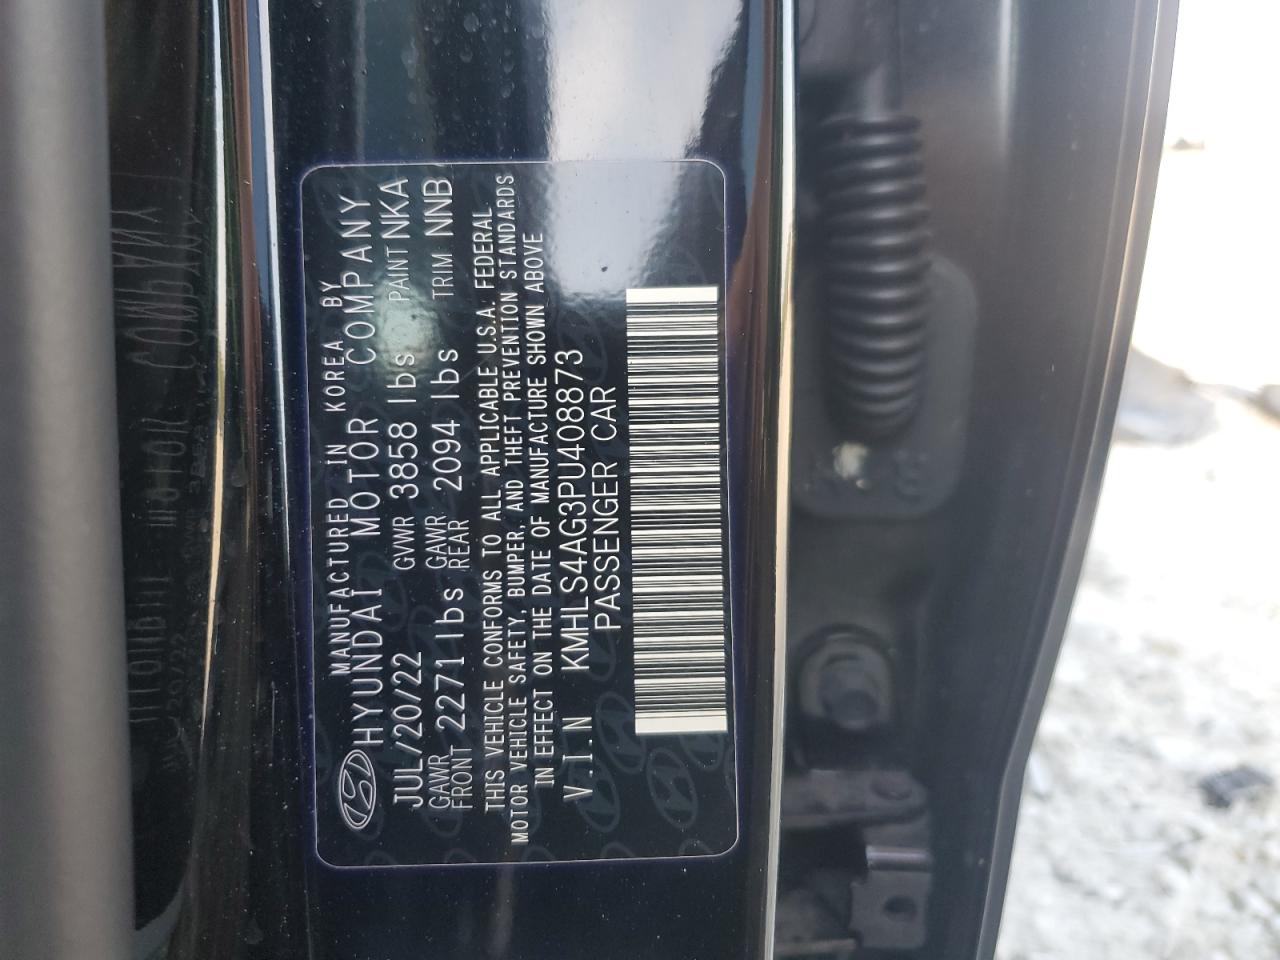 MANUFACTURED IN KOREA BY
HYUNDAI MOTOR COMPANY
JUL/20/22 GVWR 3858 lbs PAINT NKA
GAWR FRONT 2271 lbs GAWR REAR 2094 lbs TRIM NNB
THIS VEHICLE CONFORMS TO ALL APPLICABLE U.S.A. FEDERAL
MOTOR VEHICLE SAFETY, BUMPER, AND THEFT PREVENTION STANDARDS
IN EFFECT ON THE DATE OF MANUFACTURE SHOWN ABOVE
V.I.N KMHLS4AG3PU408873
PASSENGER CAR